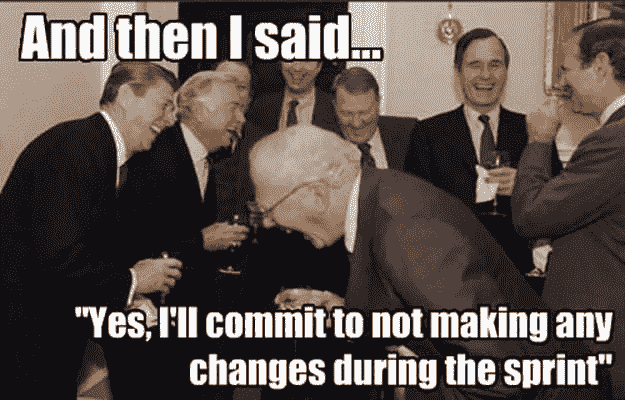 And then I said...
"Yes, I'll commit to not making any
changes during the sprint"